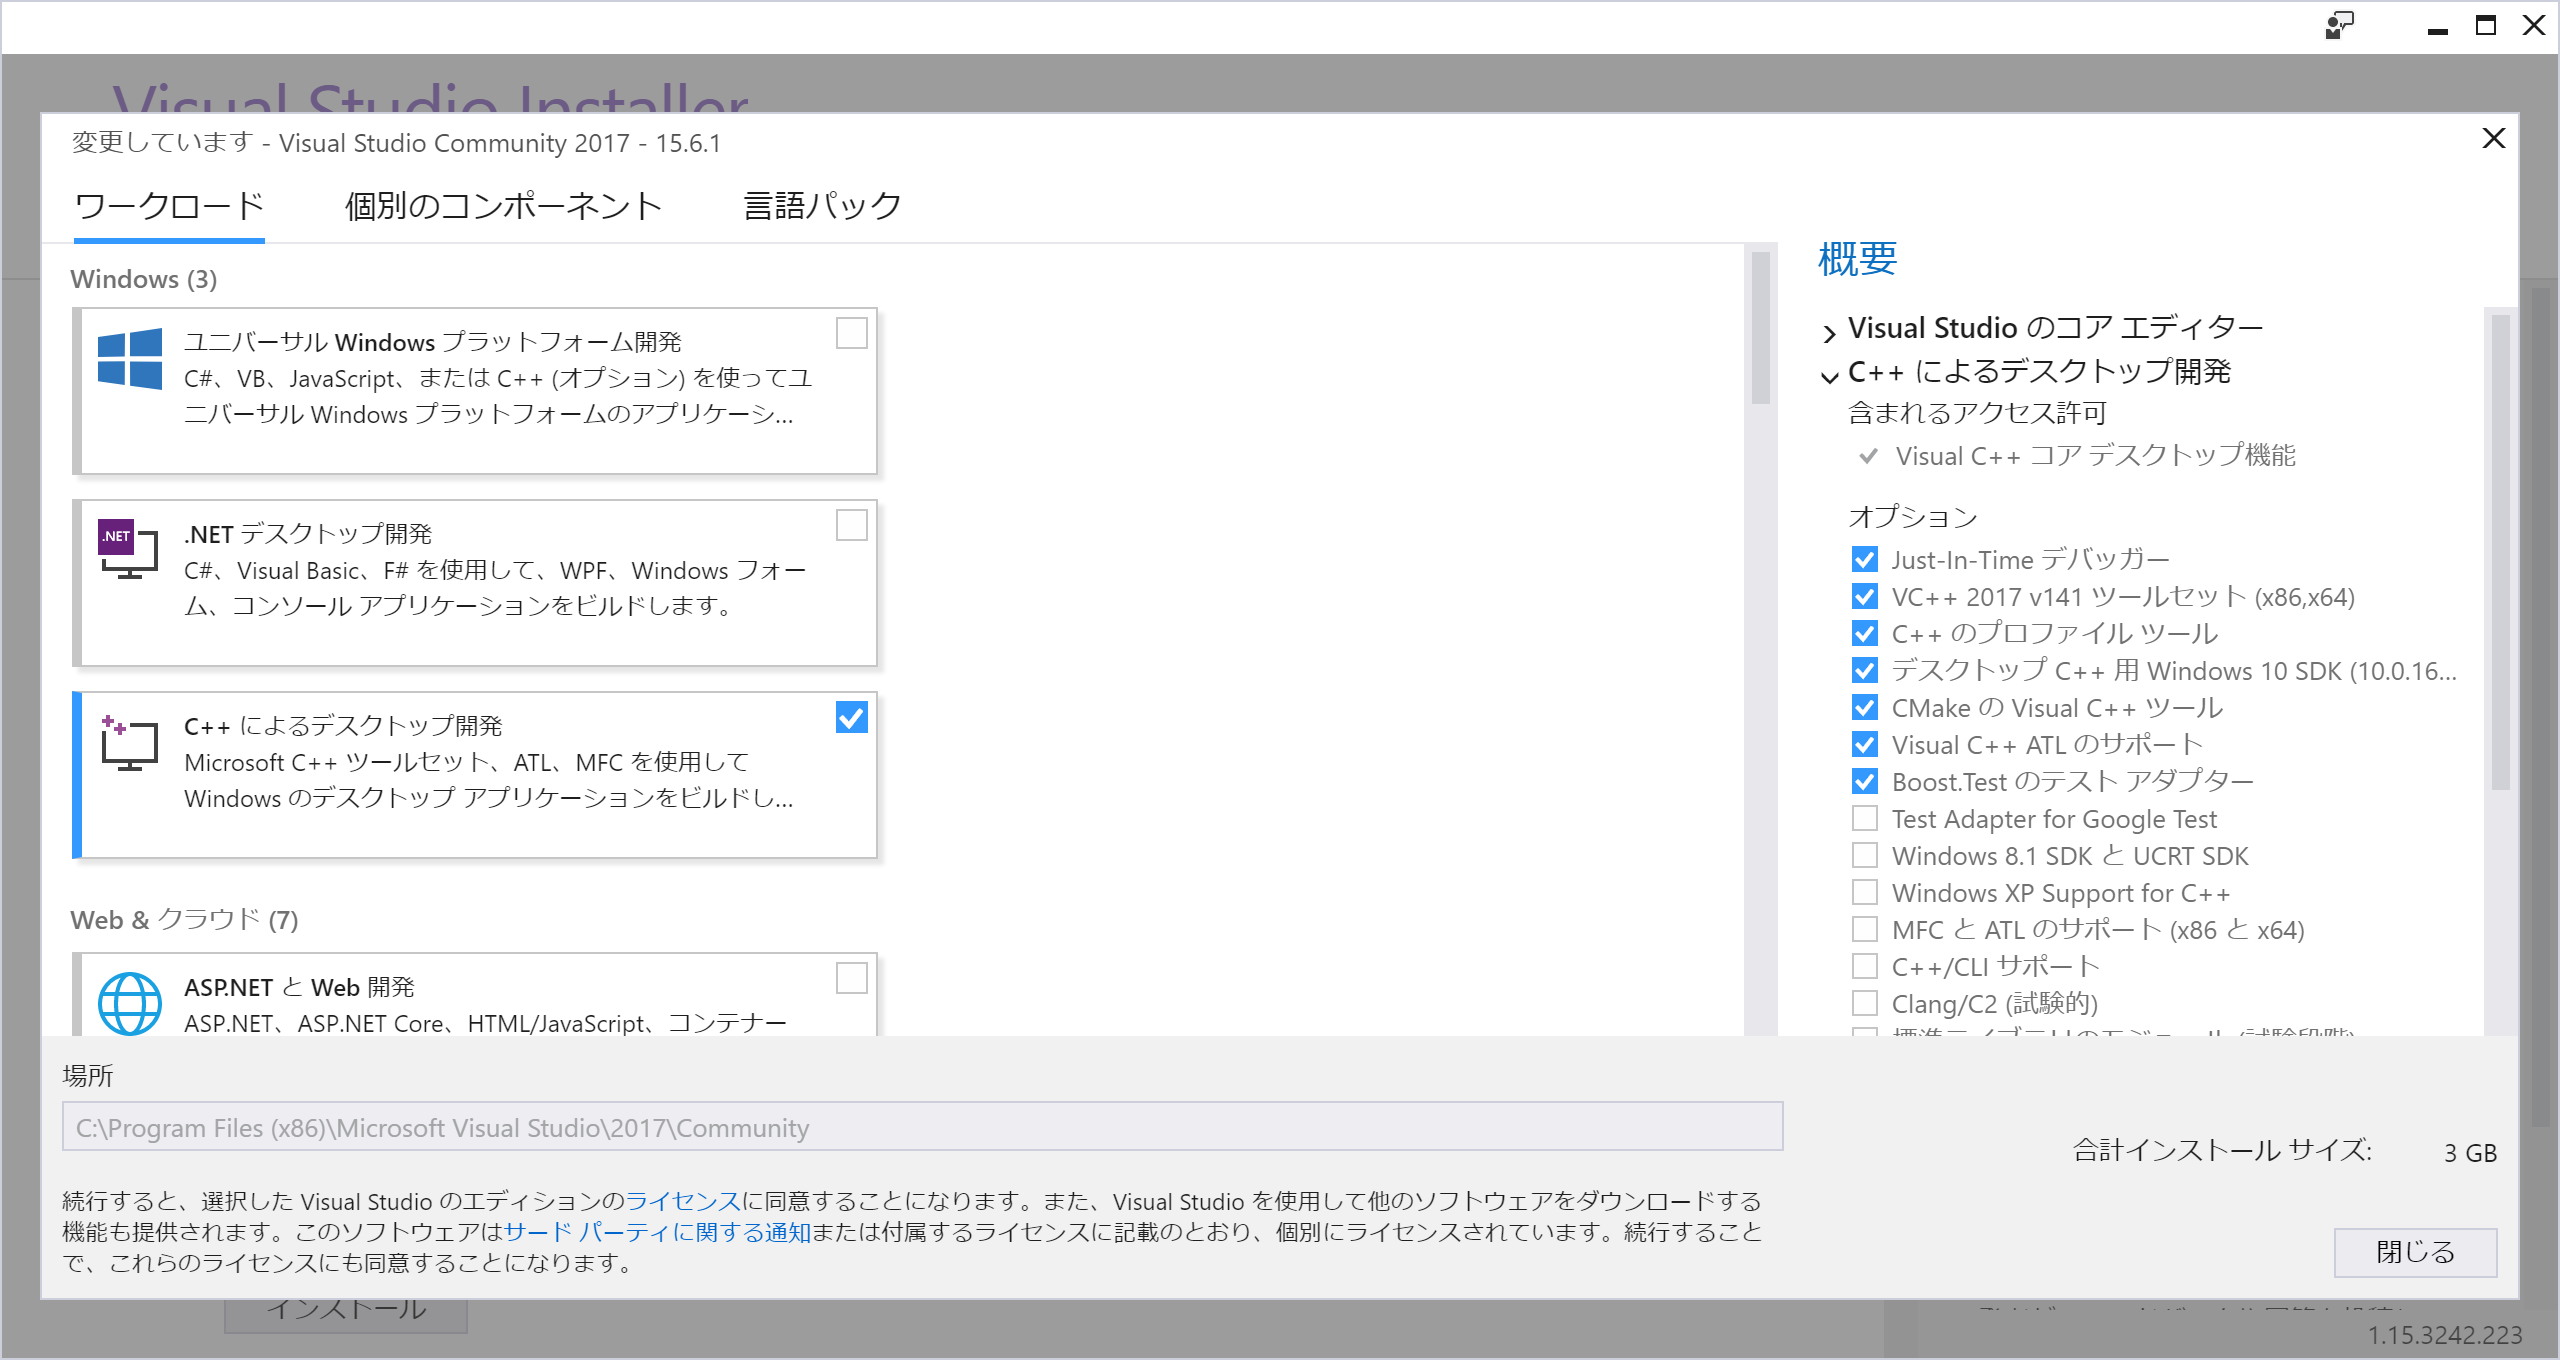 Visual Studio Installer
変更しています - Visual Studio Community 2017 - 15.6.1
ワークロード
個別のコンポーネント
言語パック
Windows (3)
ユニバーサル Windows プラットフォーム開発
C#、VB、JavaScript、または C++ (オプション) を使ってユ
ニバーサル Windows プラットフォームのアプリケーシ...
.NET
.NET デスクトップ開発
C#、Visual Basic、F# を使用して、WPF、Windows フォー
ム、コンソール アプリケーションをビルドします。
C++ によるデスクトップ開発
Microsoft C++ ツールセット、ATL、MFC を使用して
Windows のデスクトップ アプリケーションをビルドし...
Web & クラウド (7)
ASP.NET と Web 開発
ASP.NET、ASP.NET Core、HTML/JavaScript、コンテナー
概要
Visual Studio のコア エディター
C++ によるデスクトップ開発
含まれるアクセス許可
Visual C++ コア デスクトップ機能
オプション
Just-In-Time デバッガー
VC++ 2017 v141 ツールセット (x86,x64)
C++ のプロファイル ツール
デスクトップ C++ 用 Windows 10 SDK (10.0.16...
CMake の Visual C++ ツール
Visual C++ ATL のサポート
Boost.Test のテスト アダプター
Test Adapter for Google Test
Windows 8.1 SDK と UCRT SDK
Windows XP Support for C++
MFC と ATL のサポート (x86 と x64)
C++/CLI サポート
Clang/C2 (試験的)
標準ライブラリのモジュール (試験段階)
場所
C:\Program Files (x86)\Microsoft Visual Studio\2017\Community
合計インストール サイズ: 3 GB
続行すると、選択した Visual Studio のエディションのライセンスに同意することになります。また、Visual Studio を使用して他のソフトウェアをダウンロードする
機能も提供されます。このソフトウェアはサード パーティに関する通知または付属するライセンスに記載のとおり、個別にライセンスされています。続行すること
で、これらのライセンスにも同意することになります。
閉じる
インストール
1.15.3242.223